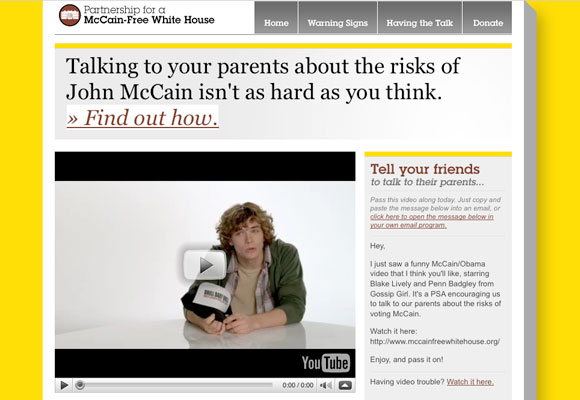 Partnership for a
McCain-Free White House
Home
Warning Signs
Having the Talk
Donate
Talking to your parents about the risks of
John McCain isn't as hard as you think.
» Find out how.
YouTube
0:00 / 0:00
Tell your friends
to talk to their parents...
Pass this video along today. Just copy and
paste the message below into an email, or
click here to open the message below in
your own email program.
Hey,
I just saw a funny McCain/Obama
video that I think you'll like, starring
Blake Lively and Penn Badgley from
Gossip Girl. It's a PSA encouraging us
to talk to our parents about the risks of
voting McCain.
Watch it here:
http://www.mccainfreewhitehouse.org/
Enjoy, and pass it on!
Having video trouble? Watch it here.